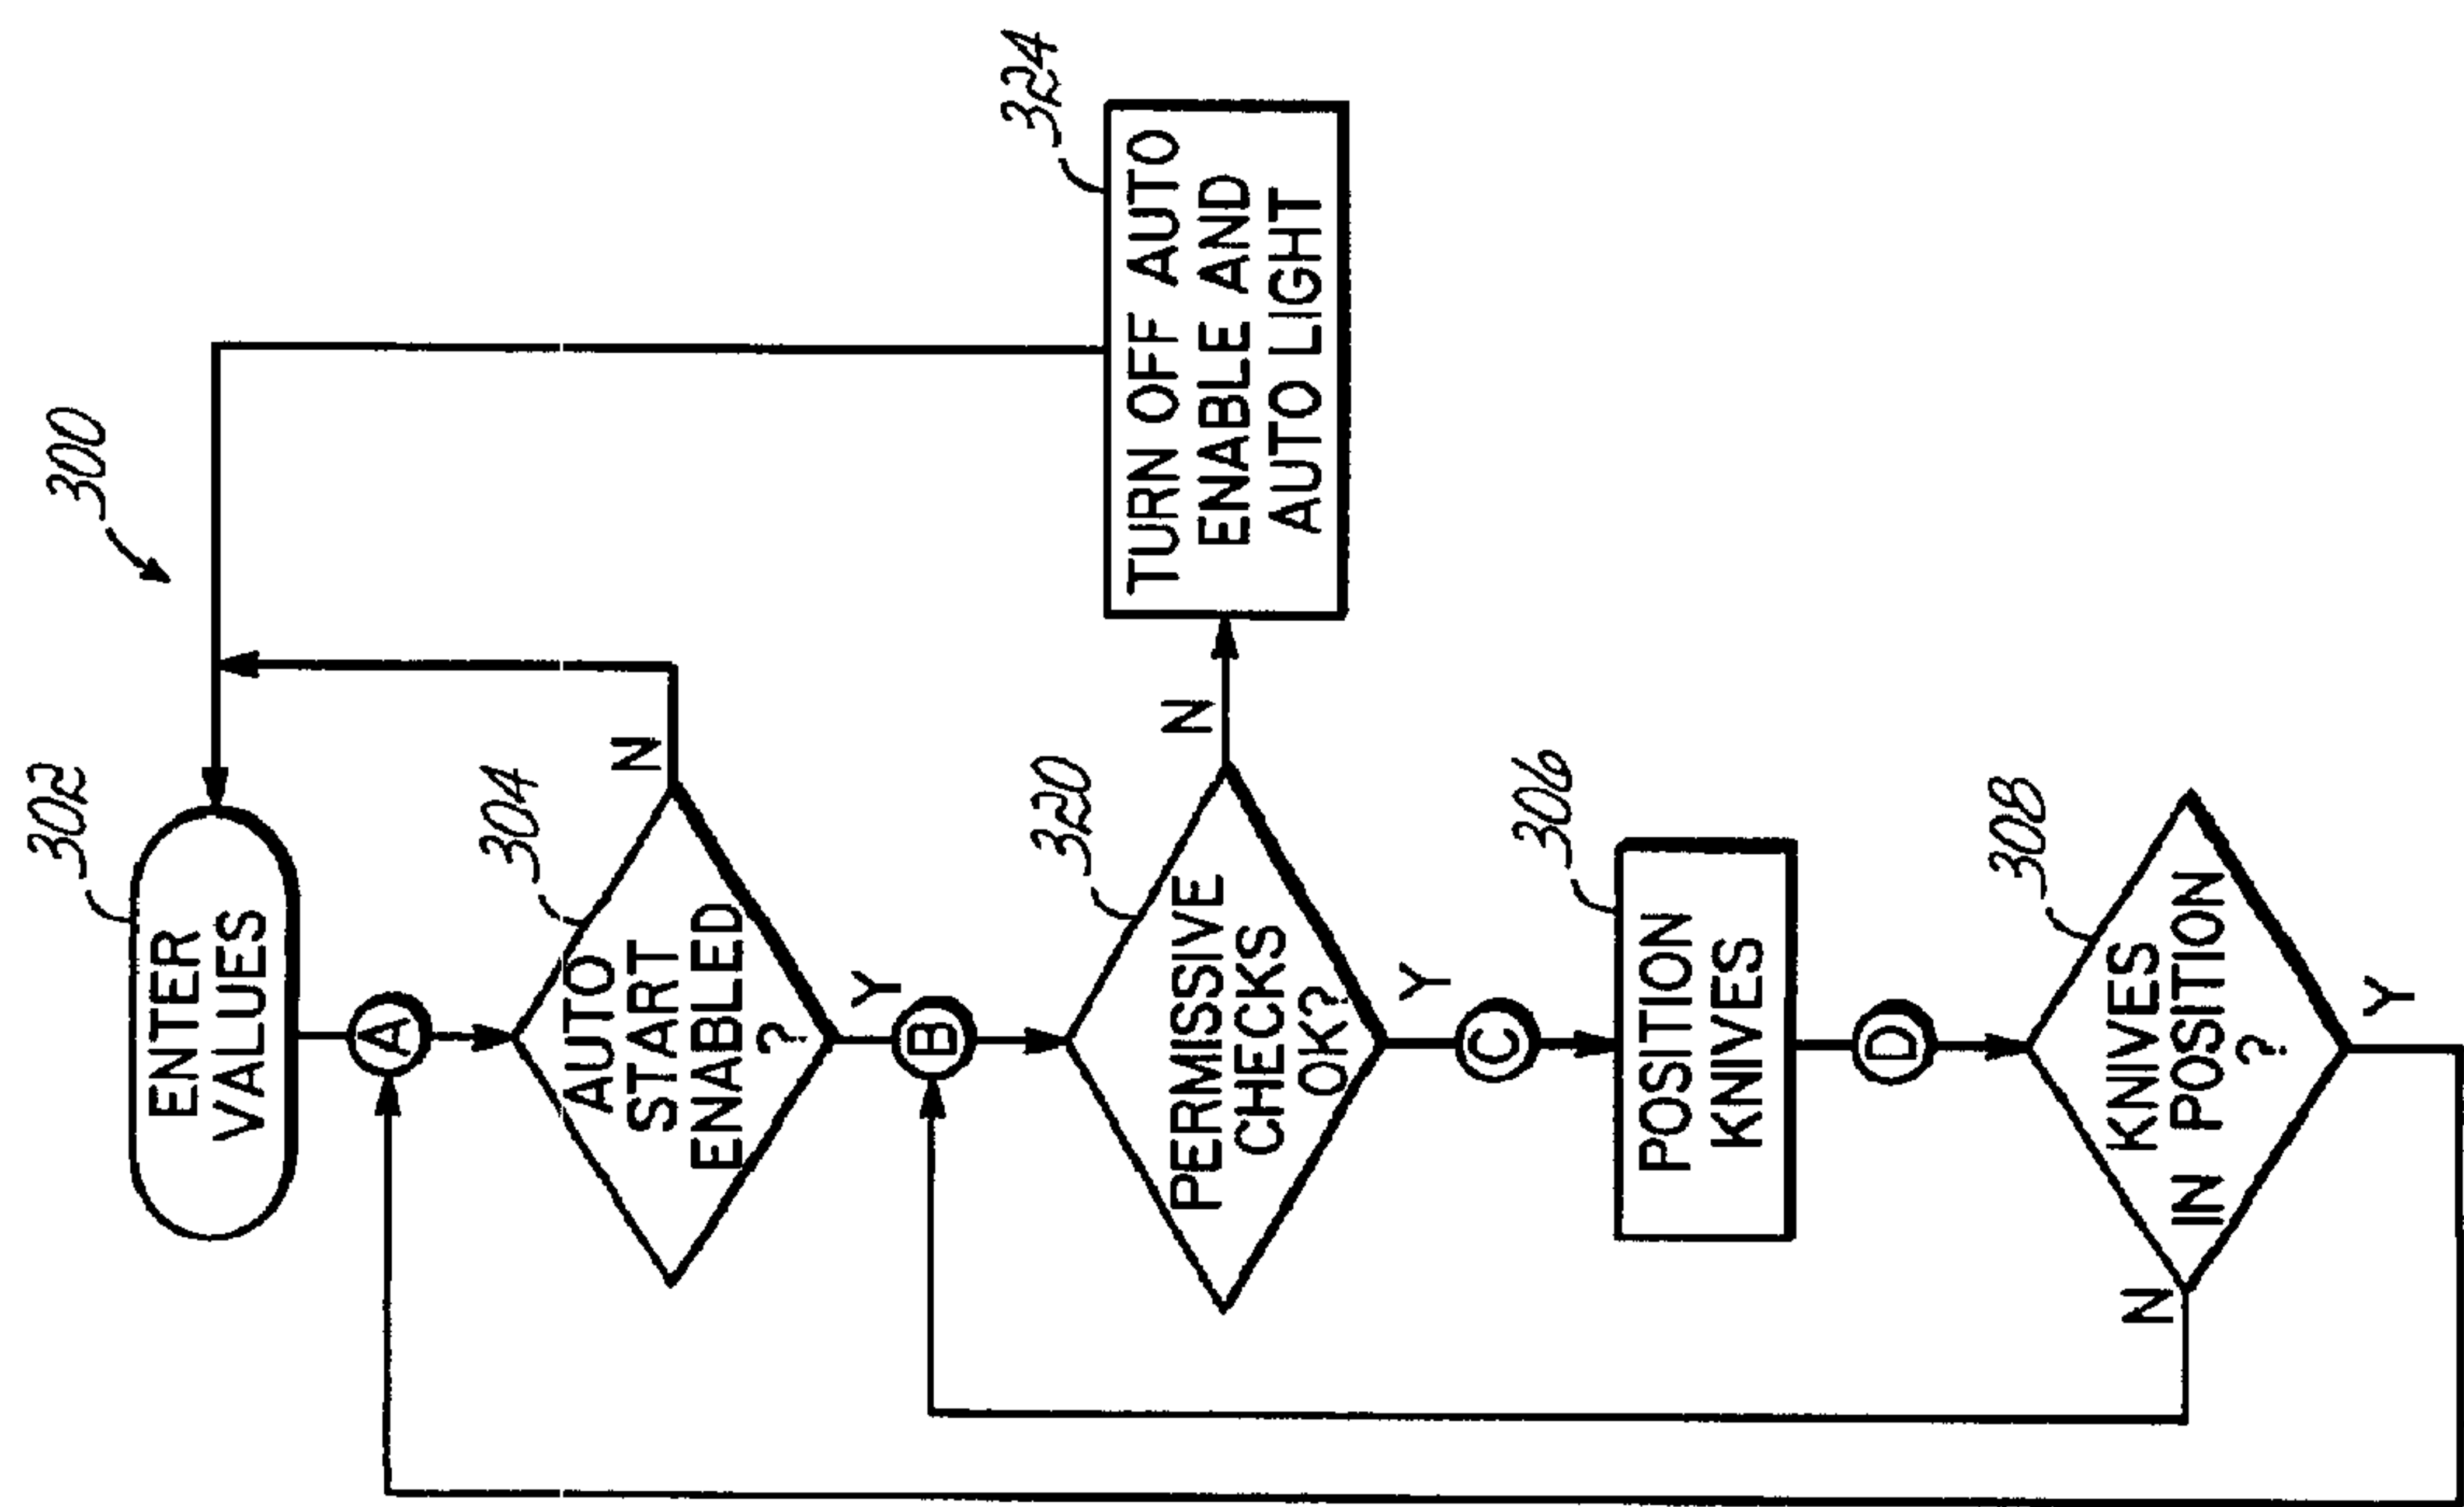 300
302
ENTER
VALUES
A
304
AUTO
START
ENABLED
?
N
Y
B
320
PERMISSIVE
CHECKS
OK?
N
324
TURN OFF AUTO
ENABLE AND
AUTO LIGHT
Y
C
306
POSITION
KNIVES
D
308
KNIVES
IN POSITION
?
N
Y